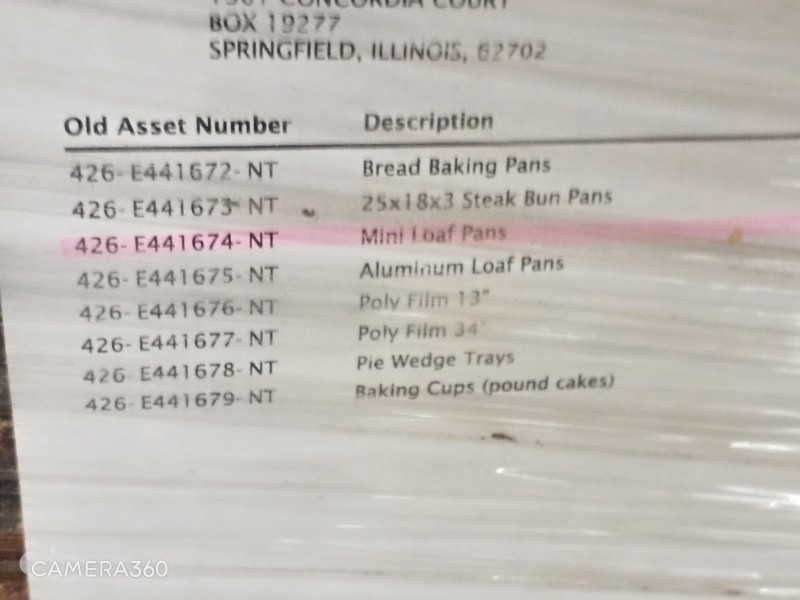 1301 CONCORDIA COURT
BOX 19277
SPRINGFIELD, ILLINOIS, 62702
Old Asset Number Description
426-E441672-NT Bread Baking Pans
426-E441673-NT 25x18x3 Steak Bun Pans
426-E441674-NT Mini Loaf Pans
426-E441675-NT Aluminum Loaf Pans
426-E441676-NT Poly Film 13"
426-E441677-NT Poly Film 34"
426-E441678-NT Pie Wedge Trays
426-E441679-NT Baking Cups (pound cakes)
CAMERA360